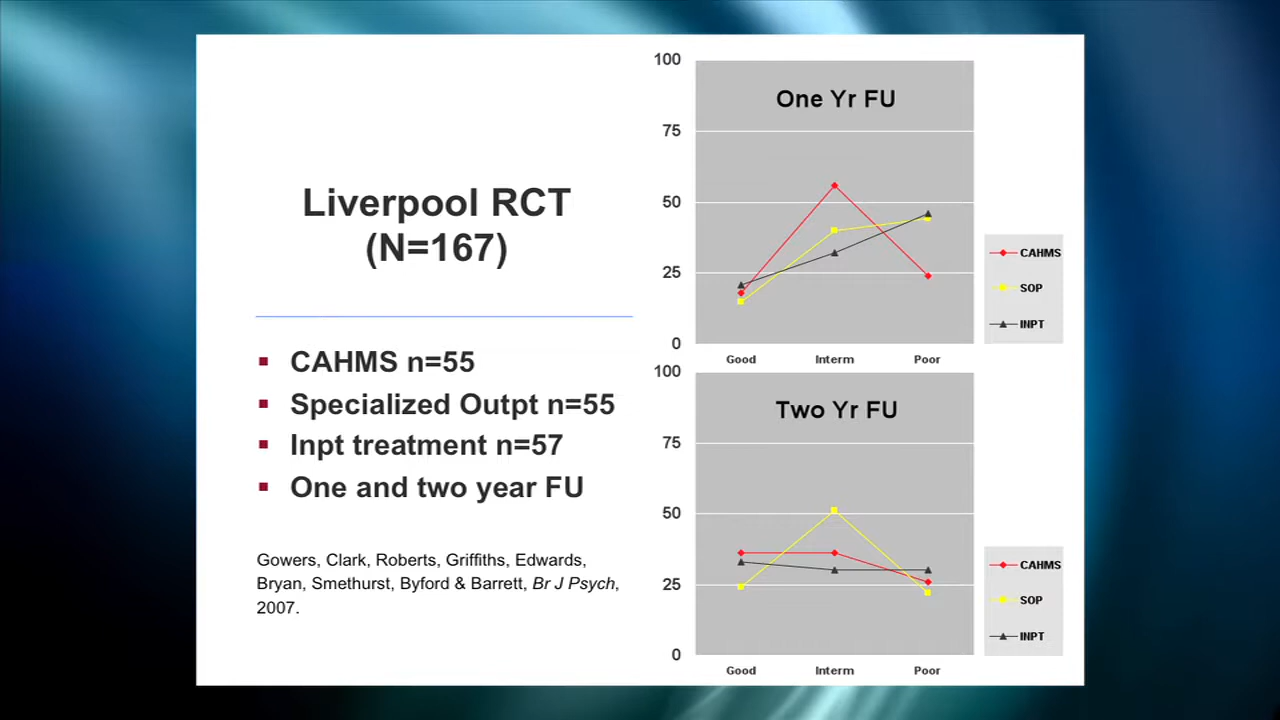 Liverpool RCT
(N=167)
CAHMS n=55
Specialized Outpt n=55
Inpt treatment n=57
One and two year FU
Gowers, Clark, Roberts, Griffiths, Edwards,
Bryan, Smethurst, Byford & Barrett, Br J Psych,
2007.
100
One Yr FU
75
50
25
0
Good Interm Poor
CAHMS
SOP
INPT
100
Two Yr FU
75
50
25
0
Good Interm Poor
CAHMS
SOP
INPT